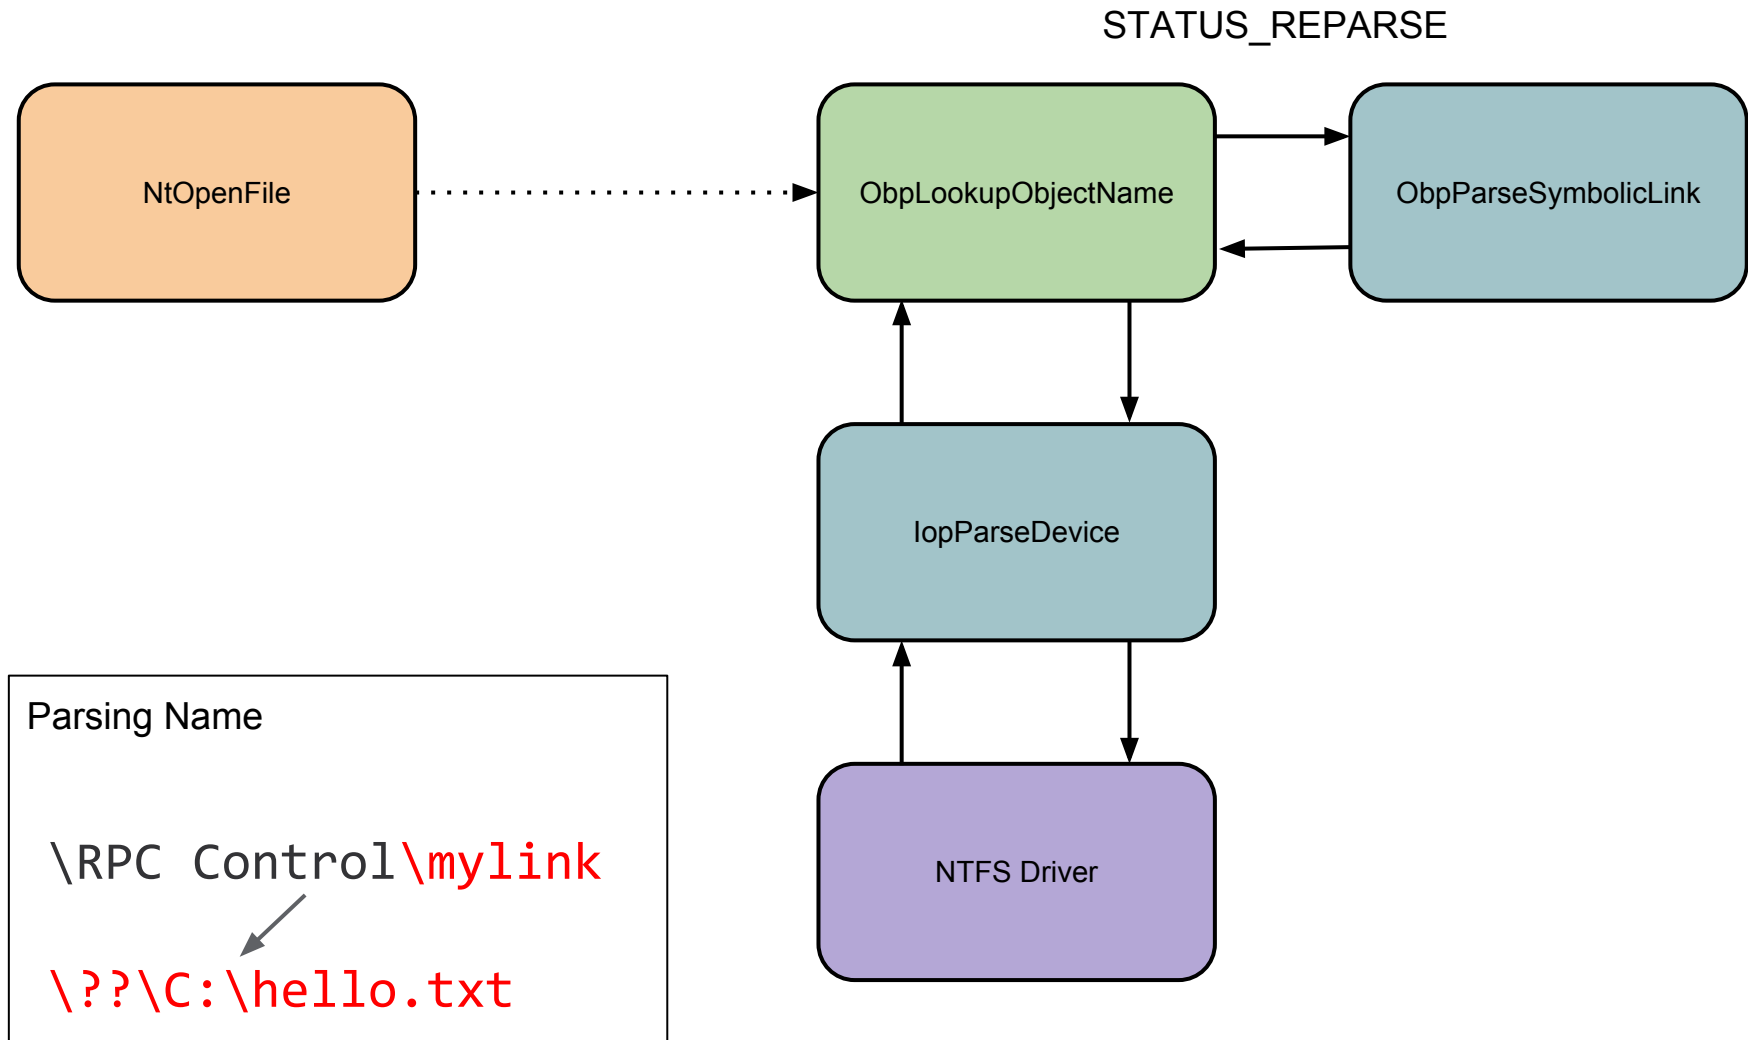 STATUS_REPARSE
NtOpenFile
ObpLookupObjectName
ObpParseSymbolicLink
IopParseDevice
NTFS Driver
Parsing Name
\RPC Control\mylink
\??\C:\hello.txt